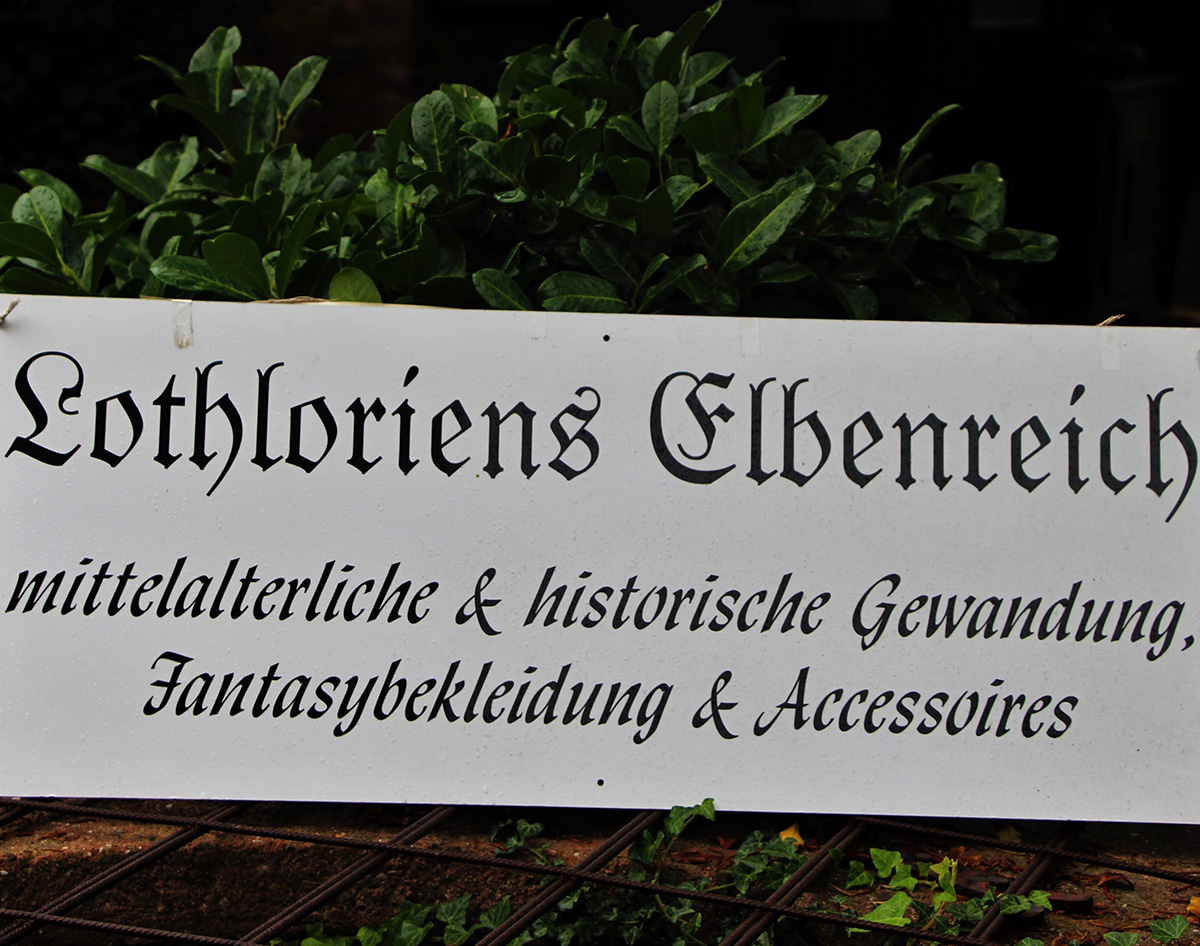 Lothloriens Elbenreich
mittelalterliche & historische Gewandung,
Fantasybekleidung & Accessoires